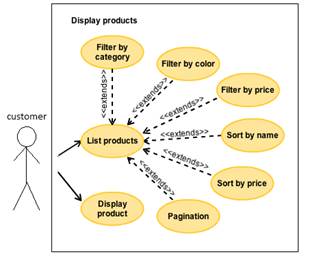 Display products
Filter by
category
Filter by color
Filter by price
<<extends>>
<<extends>>
<<extends>>
customer
List products
<<extends>>
Sort by name
<<extends>>
<<extends>>
Sort by price
Display
product
Pagination